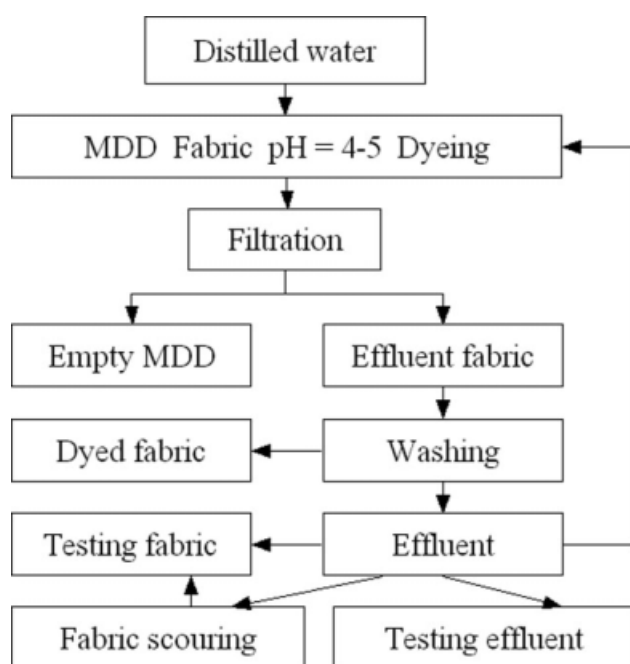 Distilled water
MDD Fabric pH = 4-5 Dyeing
Filtration
Empty MDD
Effluent fabric
Dyed fabric
Washing
Testing fabric
Effluent
Fabric scouring
Testing effluent